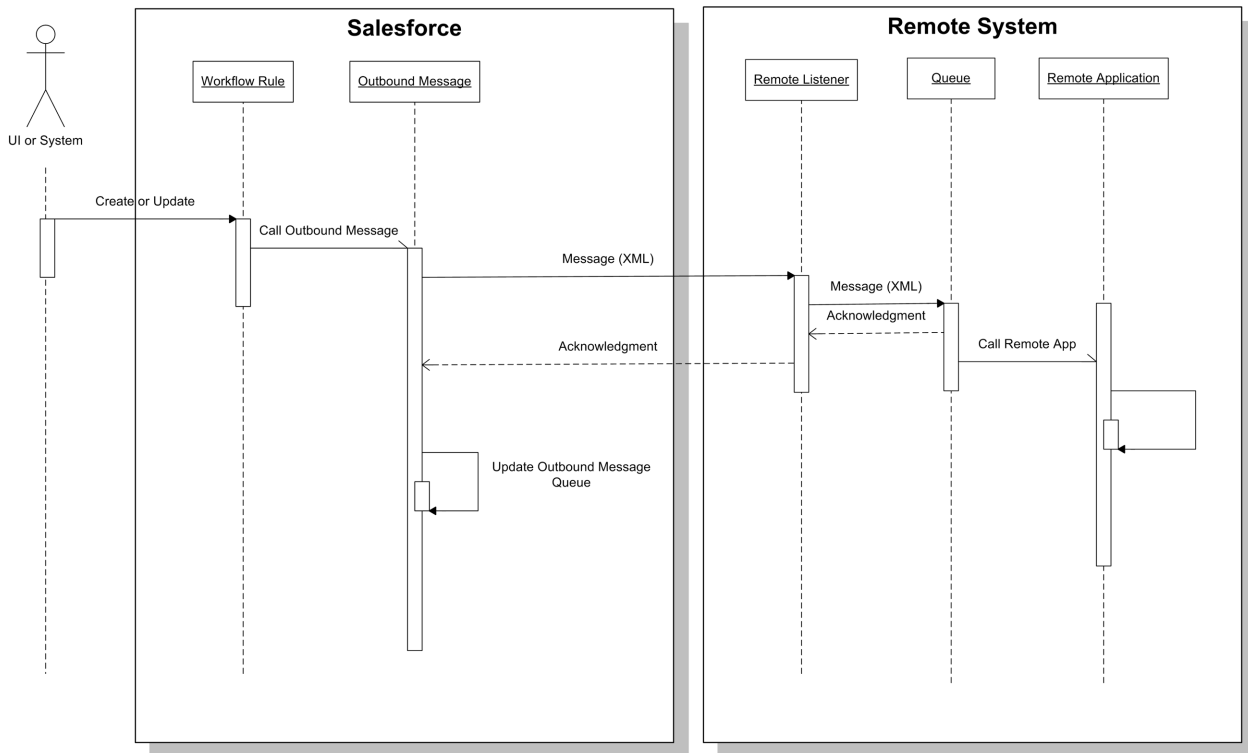 Salesforce
Remote System
Workflow Rule
Outbound Message
Remote Listener
Queue
Remote Application
UI or System
Create or Update
Call Outbound Message
Message (XML)
Message (XML)
Acknowledgment
Acknowledgment
Call Remote App
Update Outbound Message
Queue